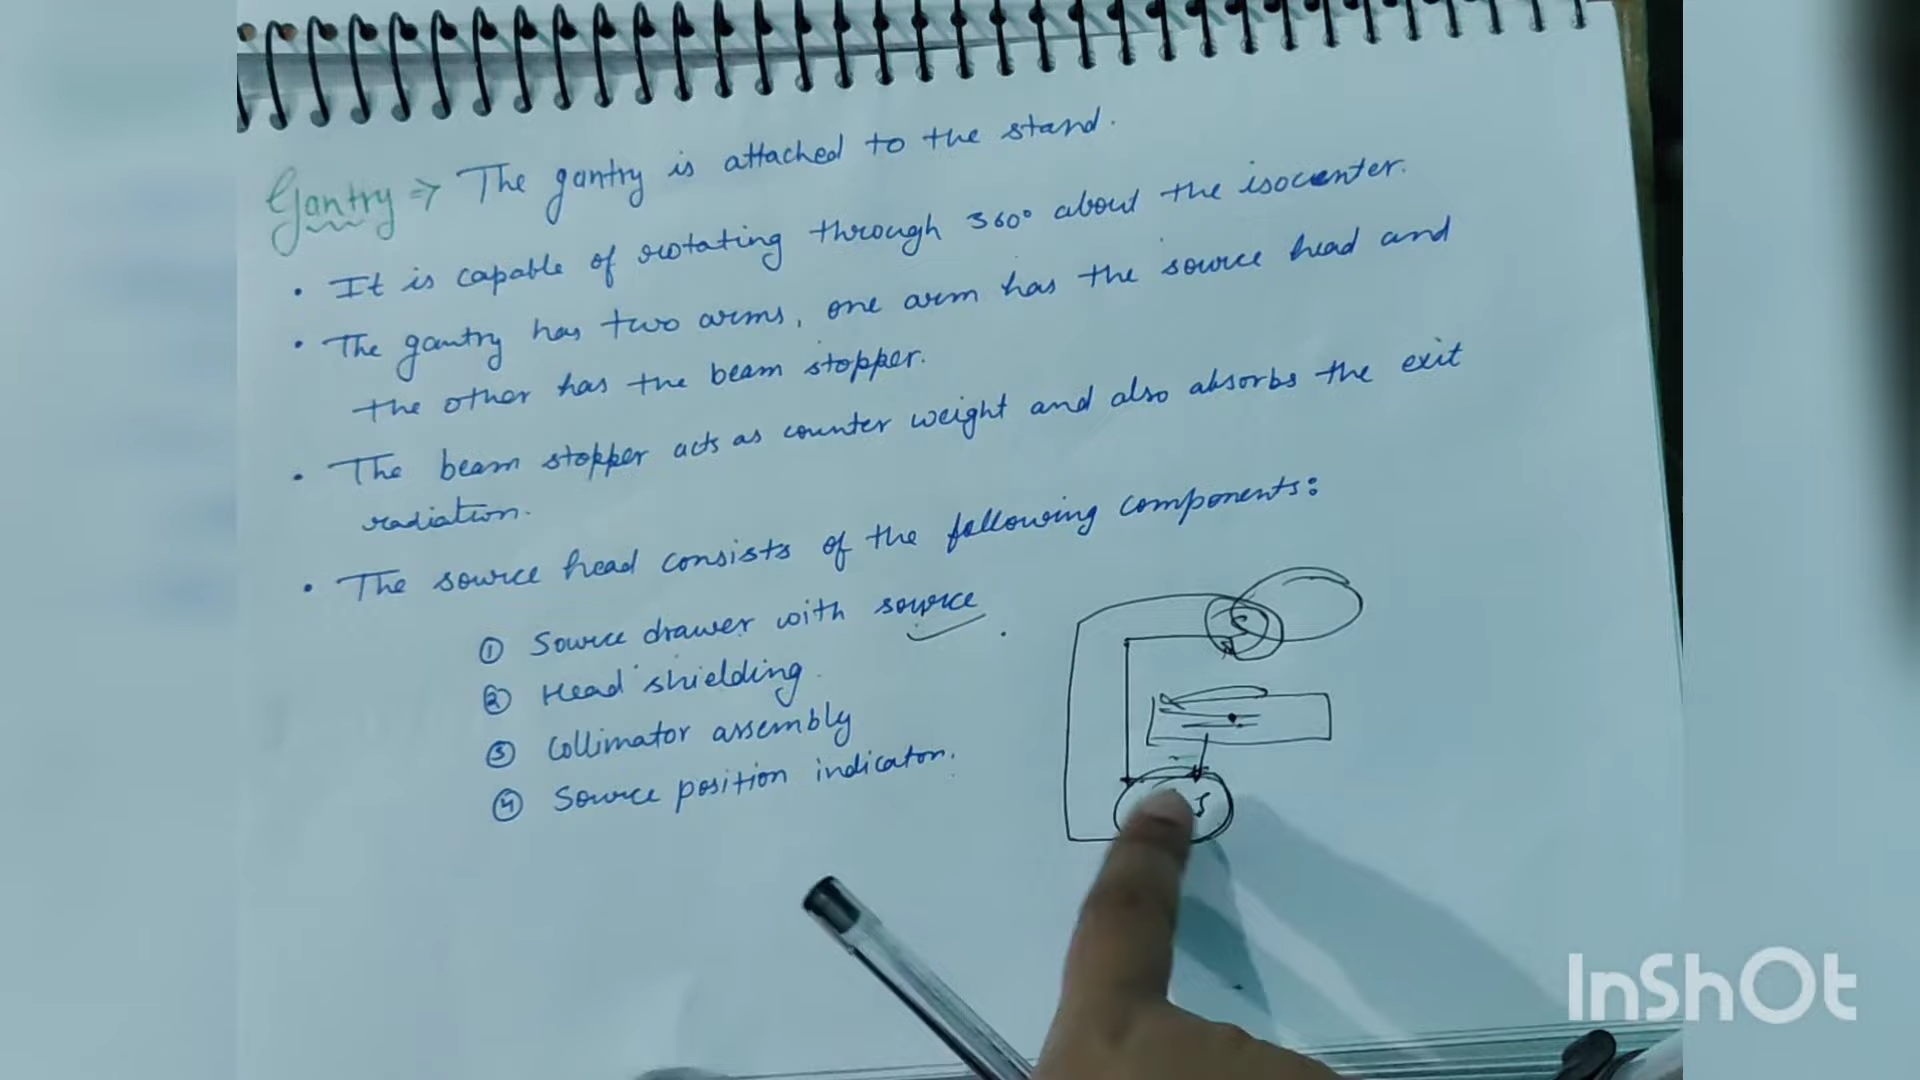 Gantry => The gantry is attached to the stand.
• It is capable of rotating through 360° about the isocenter.
• The gantry has two arms, one arm has the source head and
the other has the beam stopper.
• The beam stopper acts as counter weight and also absorbs the exit
radiation.
• The source head consists of the following components:
① Source drawer with source
② Head shielding
③ Collimator assembly
④ Source position indicator.
S
S
InShOt